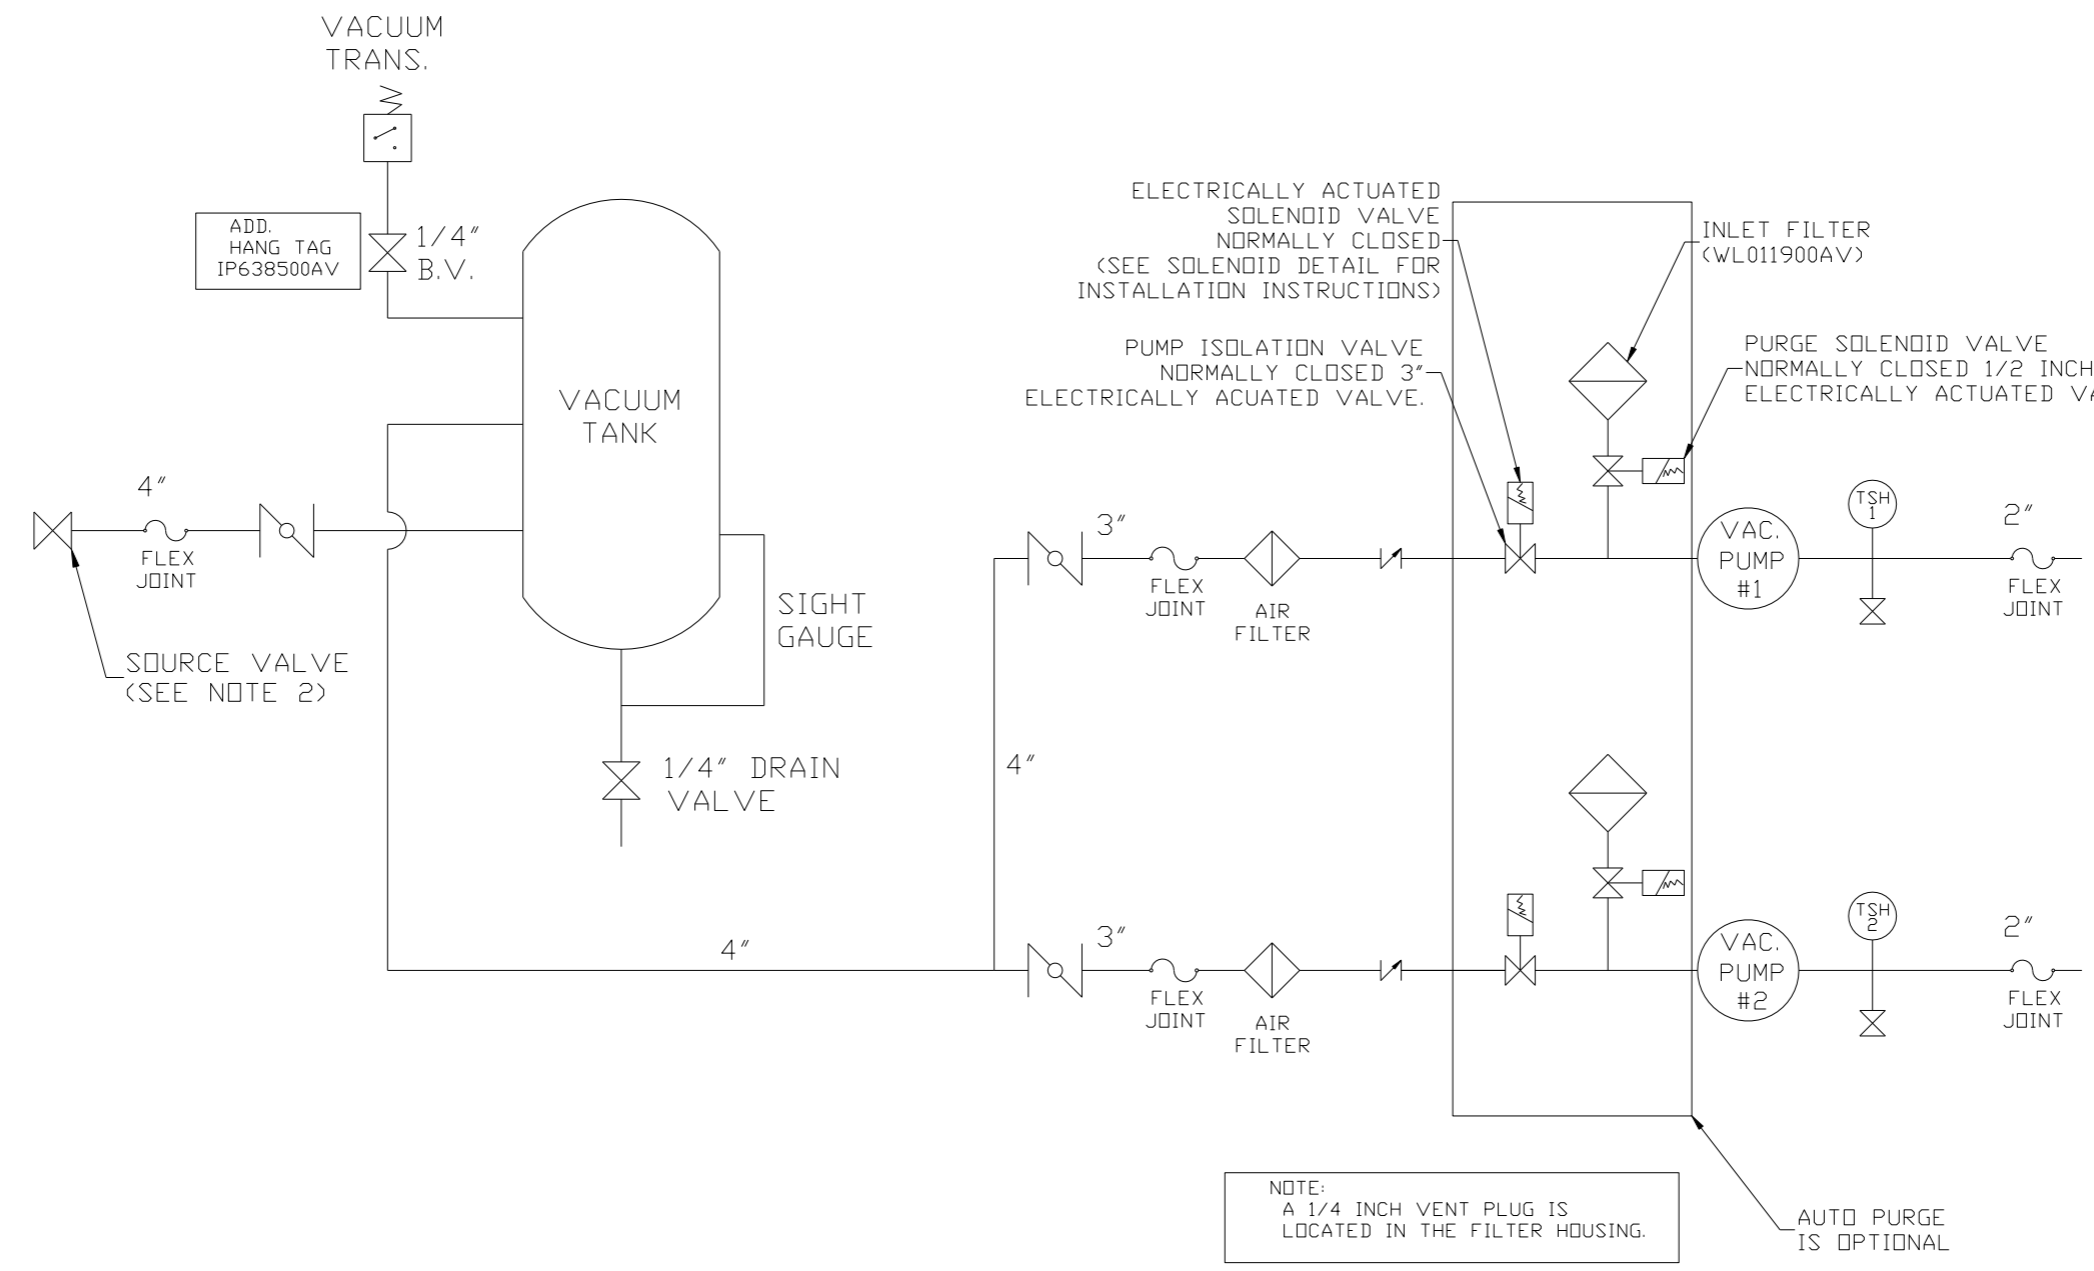 VACUUM
TRANS.
ADD.
HANG TAG
IP638500AV
1/4"
B.V.
VACUUM
TANK
4"
FLEX
JOINT
SOURCE VALVE
(SEE NOTE 2)
SIGHT
GAUGE
1/4" DRAIN
VALVE
4"
4"
ELECTRICALLY ACTUATED
SOLENOID VALVE
NORMALLY CLOSED
(SEE SOLENOID DETAIL FOR
INSTALLATION INSTRUCTIONS)
PUMP ISOLATION VALVE
NORMALLY CLOSED 3"
ELECTRICALLY ACUATED VALVE.
INLET FILTER
(WL011900AV)
PURGE SOLENOID VALVE
NORMALLY CLOSED 1/2 INCH
ELECTRICALLY ACTUATED
3"
FLEX
JOINT
AIR
FILTER
VAC.
PUMP
#1
TSH
1
2"
FLEX
JOINT
3"
FLEX
JOINT
AIR
FILTER
VAC.
PUMP
#2
TSH
2
2"
FLEX
JOINT
NOTE:
A 1/4 INCH VENT PLUG IS
LOCATED IN THE FILTER HOUSING.
AUTO PURGE
IS OPTIONAL